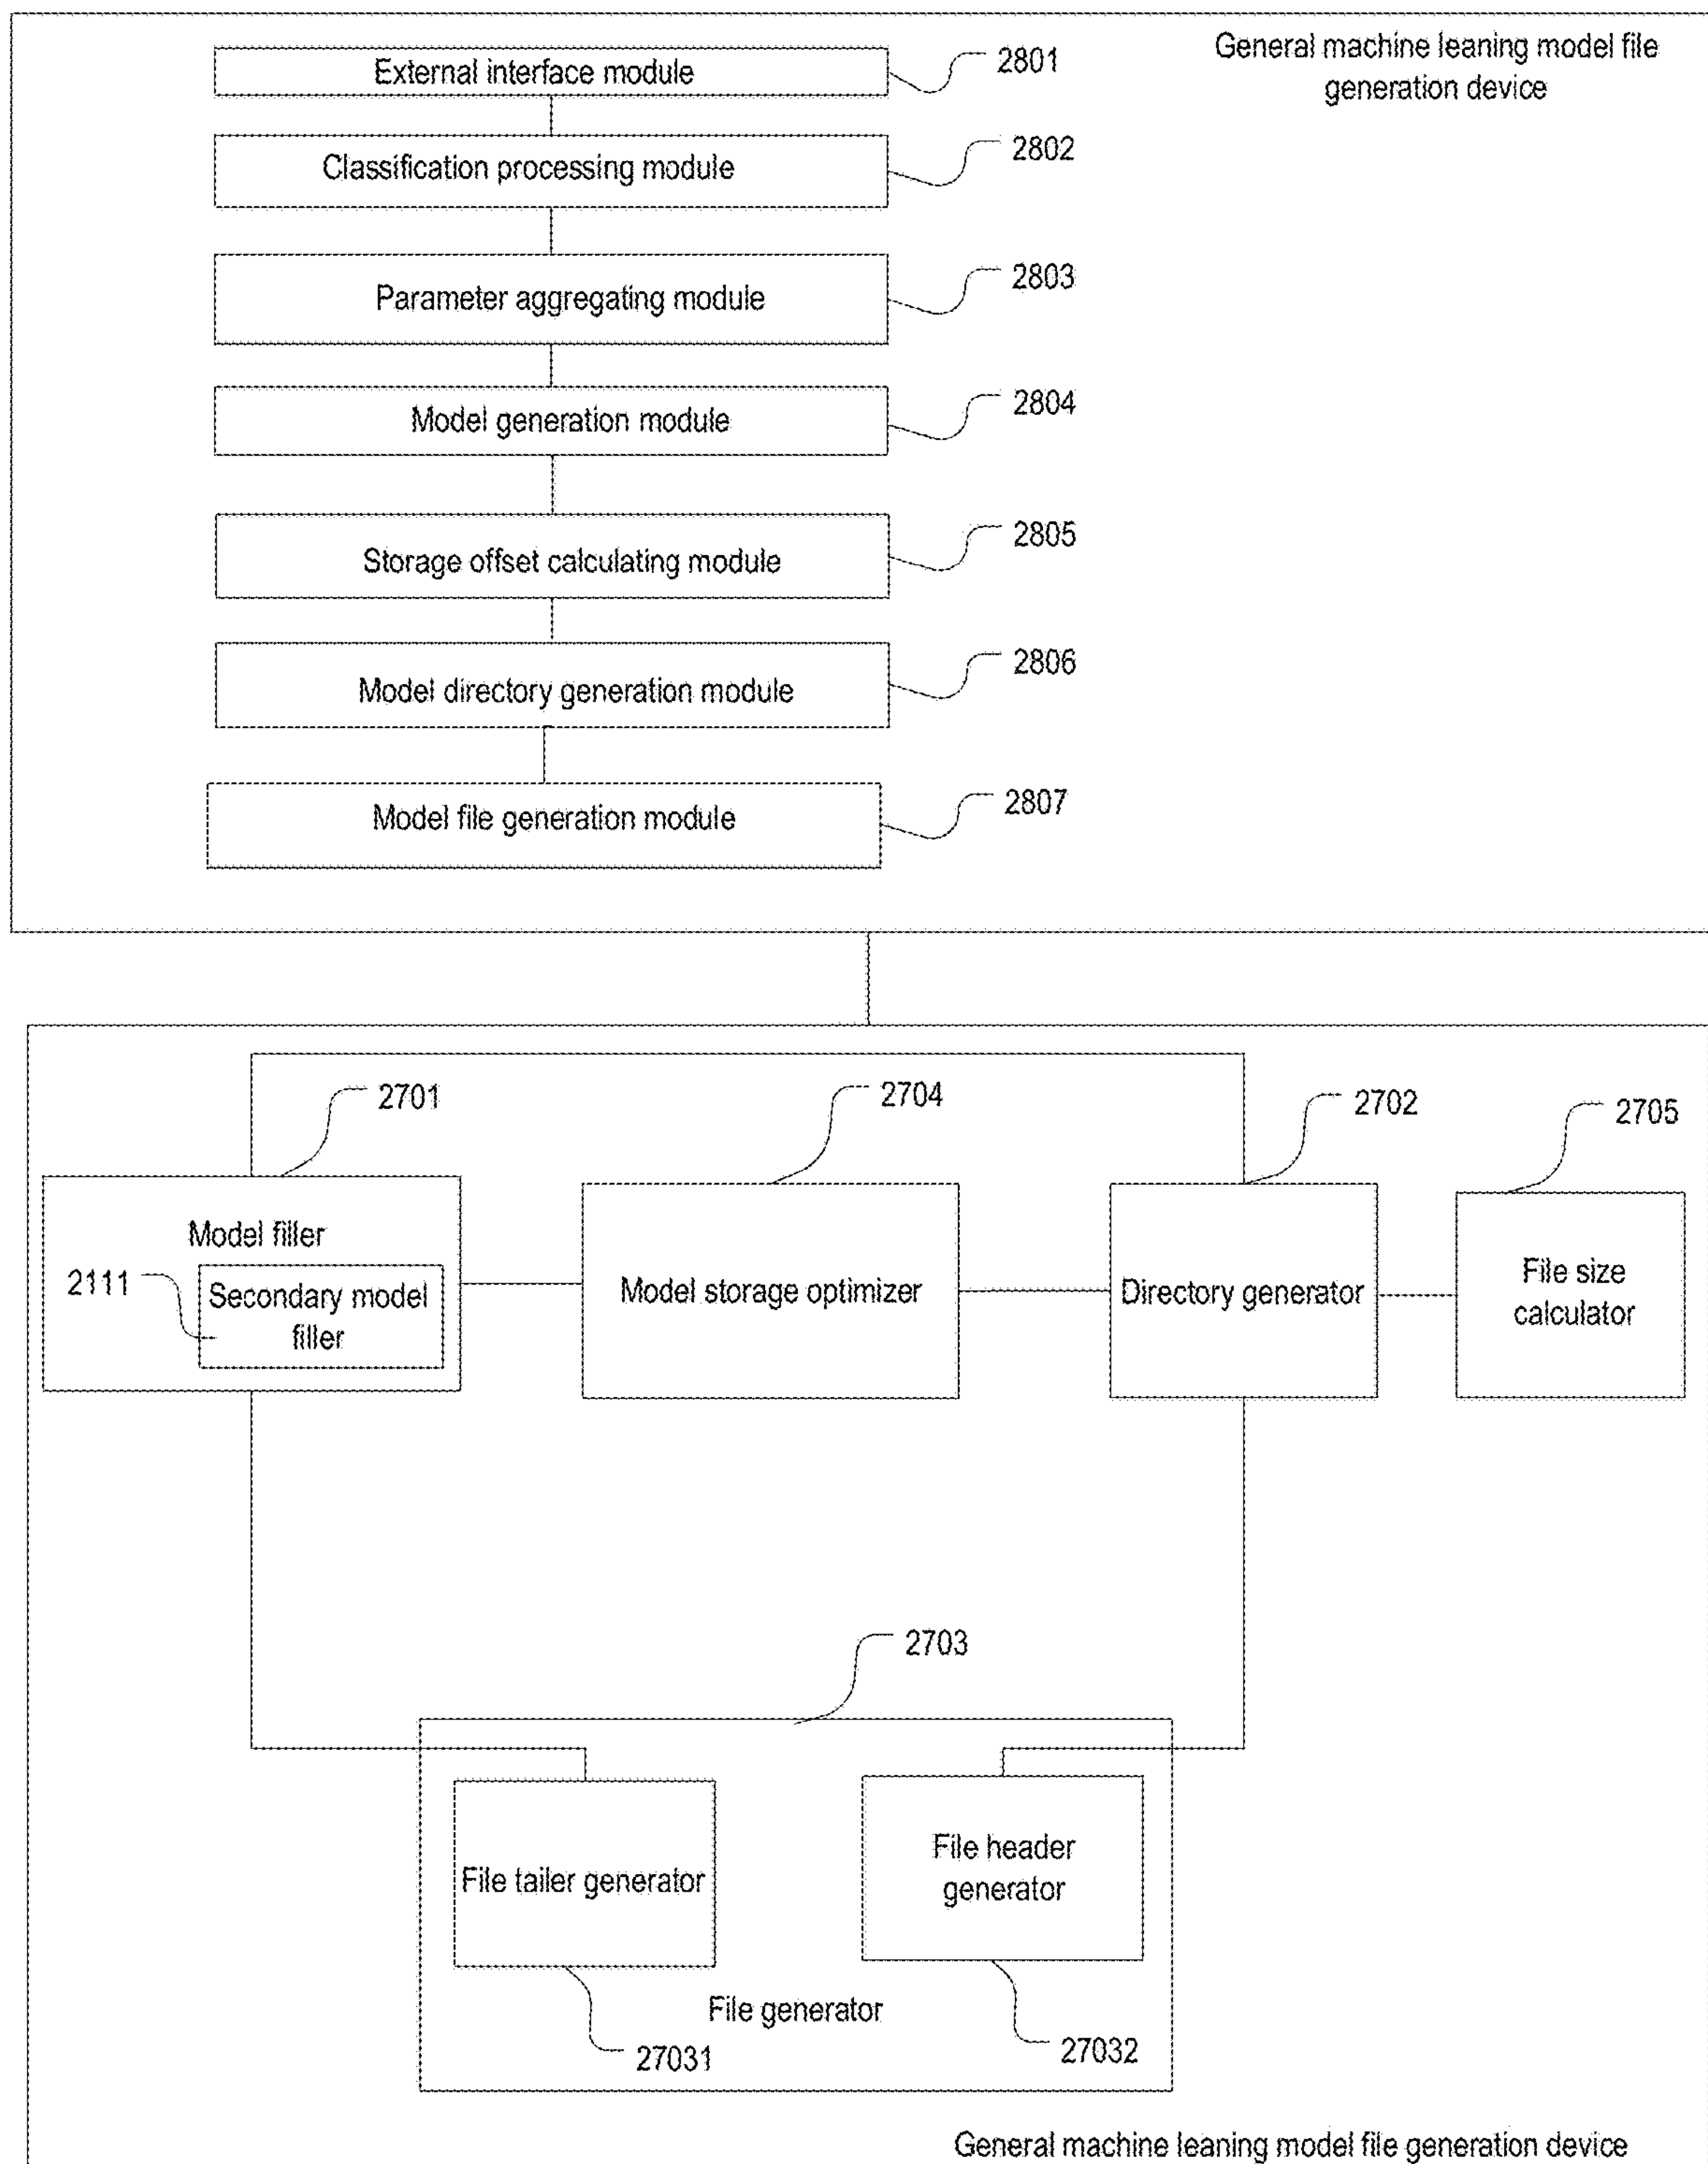 General machine leaning model file
generation device
External interface module
2801
Classification processing module
2802
Parameter aggregating module
2803
Model generation module
2804
Storage offset calculating module
2805
Model directory generation module
2806
Model file generation module
2807
2701
2704
2702
2705
Model filler
2111
Secondary model
filler
Model storage optimizer
Directory generator
File size
calculator
2703
File tailer generator
File header
generator
File generator
27031
27032
General machine leaning model file generation device